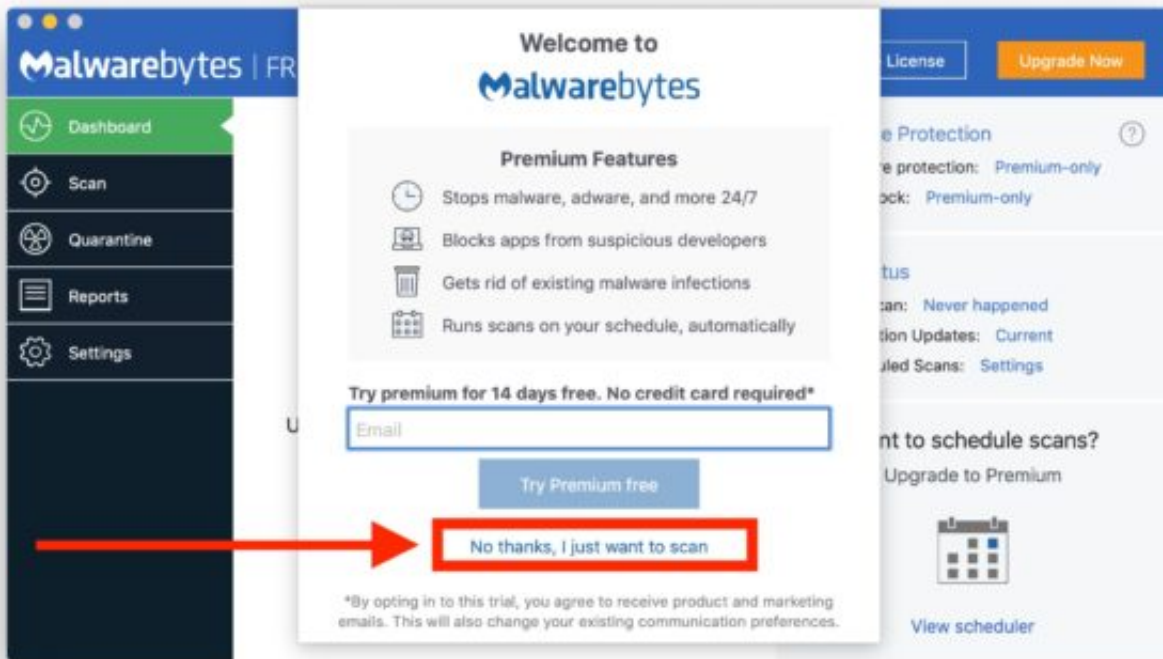 Malwarebytes | FR
License
Upgrade Now
Dashboard
Scan
Quarantine
Reports
Settings
Welcome to
Malwarebytes
Premium Features
Stops malware, adware, and more 24/7
Blocks apps from suspicious developers
Gets rid of existing malware infections
Runs scans on your schedule, automatically
Try premium for 14 days free. No credit card required*
Email
Try Premium free
No thanks, I just want to scan
*By opting in to this trial, you agree to receive product and marketing
emails. This will also change your existing communication preferences.
U
e Protection
e protection: Premium-only
ock: Premium-only
tus
can: Never happened
tion Updates: Current
uled Scans: Settings
nt to schedule scans?
Upgrade to Premium
View scheduler